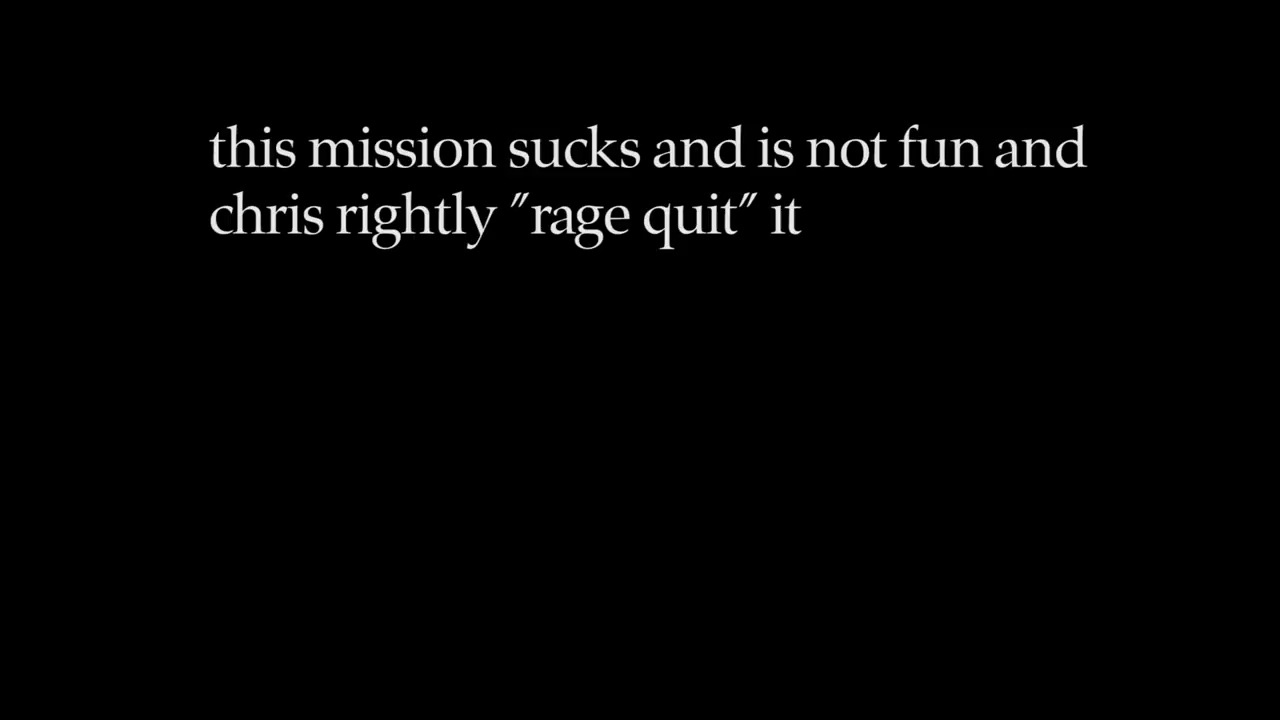 this mission sucks and is not fun and
chris rightly "rage quit" it